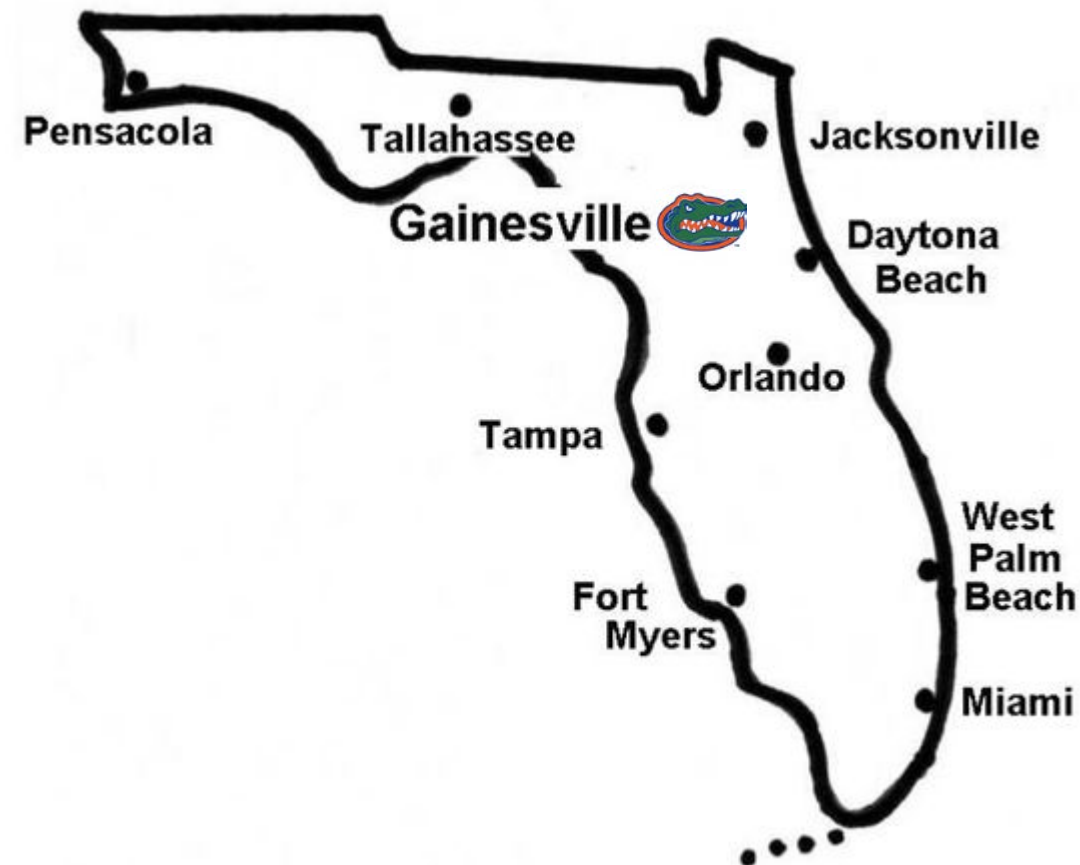 Pensacola
Tallahassee
Jacksonville
Gainesville
Daytona
Beach
Orlando
Tampa
West
Palm
Beach
Fort
Myers
Miami